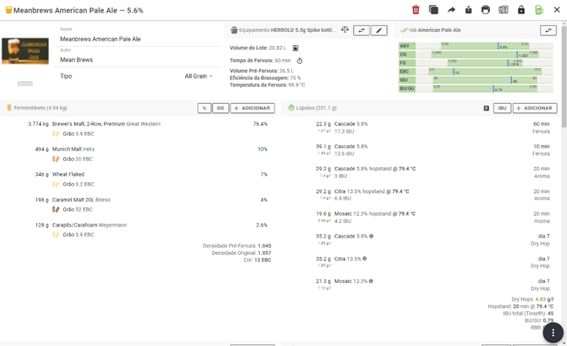 Meanbrews American Pale Ale — 5.6%
Nome
Meanbrews American Pale Ale
Autor
Mean Brews
Tipo
All Grain
Equipamento HERROLD 5.3g Spike kettl..
Volume do Lote: 20.82 L
Tempo de Fervura: 60 min
Volume Pré-Fervura: 26.5 L
Eficiência da Brassagem: 75 %
Temperatura da Fervura: 99.9 °C
18B American Pale Ale
ABV
OG
FG
EBC
IBU
BU/GU
Fermentáveis (4.94 kg)
%
OG
+ ADICIONAR
3.774 kg Brewer's Malt, 2-Row, Premium Great Western 76.4%
Grão 3.9 EBC
494 g Munich Malt Ireks 10%
Grão 20 EBC
346 g Wheat, Flaked 7%
Grão 3.2 EBC
198 g Caramel Malt 20L Briess 4%
Grão 52 EBC
128 g Carapils/Carafoam Weyermann 2.6%
Grão 3.9 EBC
Densidade Pré-Fervura: 1.045
Densidade Original: 1.057
Cor: 12 EBC
Lúpulos (231.1 g)
IBU
+ ADICIONAR
22.3 g Cascade 5.8% 60 min
17.3 IBU Fervura
39.1 g Cascade 5.8% 10 min
13.6 IBU Fervura
29.2 g Cascade 5.8% hopstand @ 79.4 °C 20 min
3 IBU Aroma
29.2 g Citra 13.5% hopstand @ 79.4 °C 20 min
6.9 IBU Aroma
19.6 g Mosaic 12.3% hopstand @ 79.4 °C 20 min
4.2 IBU Aroma
35.2 g Cascade 5.8% dia 7
Dry Hop
35.2 g Citra 13.5% dia 7
Dry Hop
21.3 g Mosaic 12.3% dia 7
Dry Hop
Dry Hops: 4.83 g/l
Hopstand: 20 min @ 79.4 °C
IBU total (Tinseth): 45
BU/GU: 0.79
RBR: